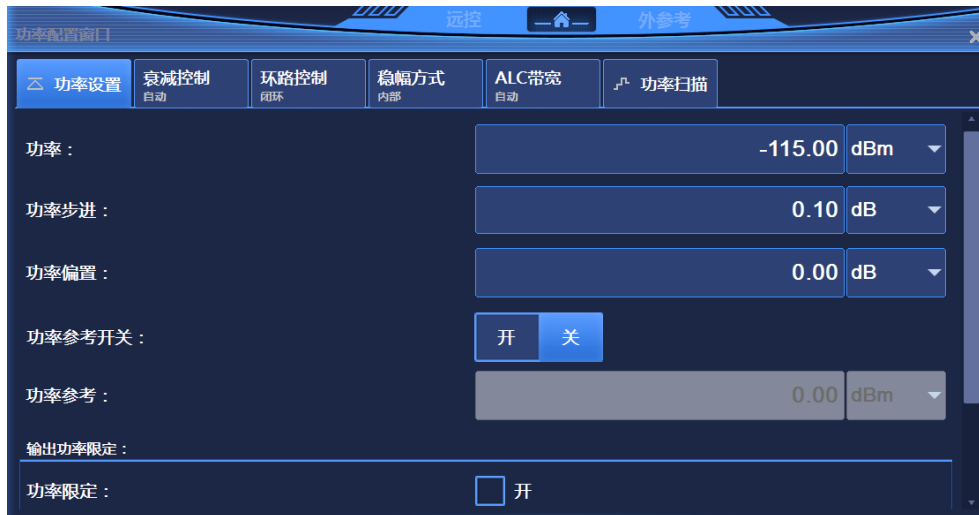 远控 外参考
功率配置窗口
功率设置 衰减控制 环路控制 稳幅方式 ALC带宽 功率扫描
自动 闭环 内部 自动
功率： -115.00 dBm
功率步进： 0.10 dB
功率偏置： 0.00 dB
功率参考开关： 开 关
功率参考： 0.00 dBm
输出功率限定：
功率限定： 开